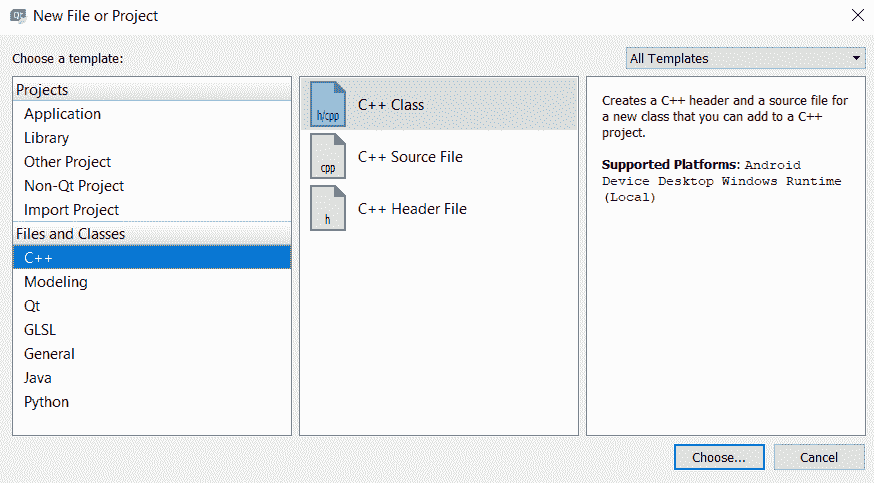 New File or Project
Choose a template:
All Templates
Projects
Application
Library
Other Project
Non-Qt Project
Import Project
Files and Classes
C++
Modeling
Qt
GLSL
General
Java
Python
h/cpp
C++ Class
cpp
C++ Source File
h
C++ Header File
Creates a C++ header and a source file for
a new class that you can add to a C++
project.
Supported Platforms: Android
Device Desktop Windows Runtime
(Local)
Choose...
Cancel